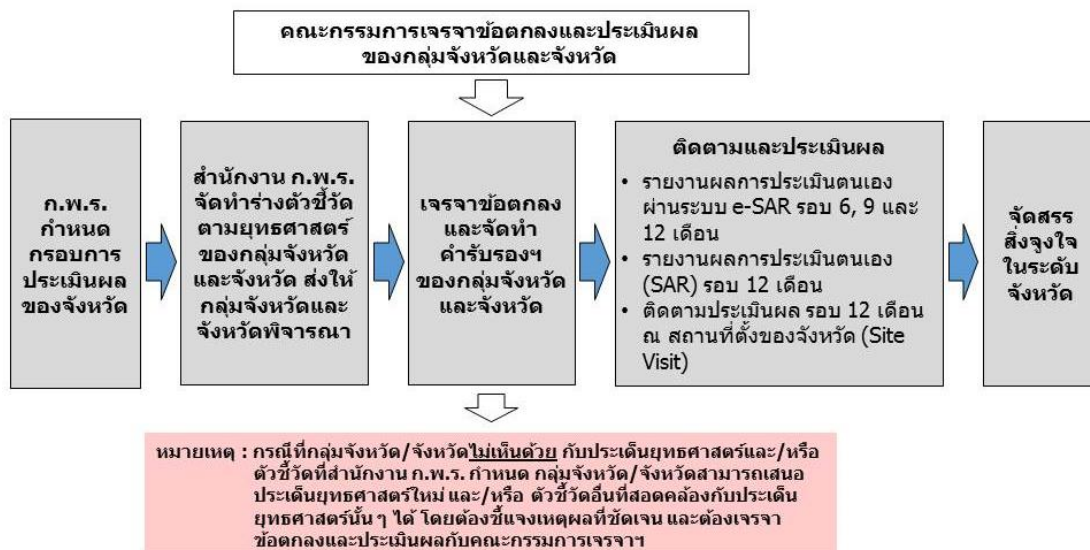 คณะกรรมการเจรจาข้อตกลงและประเมินผล
ของกลุ่มจังหวัดและจังหวัด
ก.พ.ร.
กำหนด
กรอบการ
ประเมินผล
ของจังหวัด
สำนักงาน ก.พ.ร.
จัดทำร่างตัวชี้วัด
ตามยุทธศาสตร์
ของกลุ่มจังหวัด
และจังหวัด ส่งให้
กลุ่มจังหวัดและ
จังหวัดพิจารณา
เจรจาข้อตกลง
และจัดทำ
คำรับรองฯ
ของกลุ่มจังหวัด
และจังหวัด
ติดตามและประเมินผล
• รายงานผลการประเมินตนเอง
ผ่านระบบ e-SAR รอบ 6, 9 และ
12 เดือน
• รายงานผลการประเมินตนเอง
(SAR) รอบ 12 เดือน
• ติดตามประเมินผล รอบ 12 เดือน
ณ สถานที่ตั้งของจังหวัด (Site
Visit)
จัดสรร
สิ่งจูงใจ
ในระดับ
จังหวัด
หมายเหตุ : กรณีที่กลุ่มจังหวัด/จังหวัดไม่เห็นด้วย กับประเด็นยุทธศาสตร์และ/หรือ
ตัวชี้วัดที่สำนักงาน ก.พ.ร. กำหนด กลุ่มจังหวัด/จังหวัดสามารถเสนอ
ประเด็นยุทธศาสตร์ใหม่ และ/หรือ ตัวชี้วัดอื่นที่สอดคล้องกับประเด็น
ยุทธศาสตร์นั้น ๆ ได้ โดยต้องชี้แจงเหตุผลที่ชัดเจน และต้องเจรจา
ข้อตกลงและประเมินผลกับคณะกรรมการเจรจาฯ